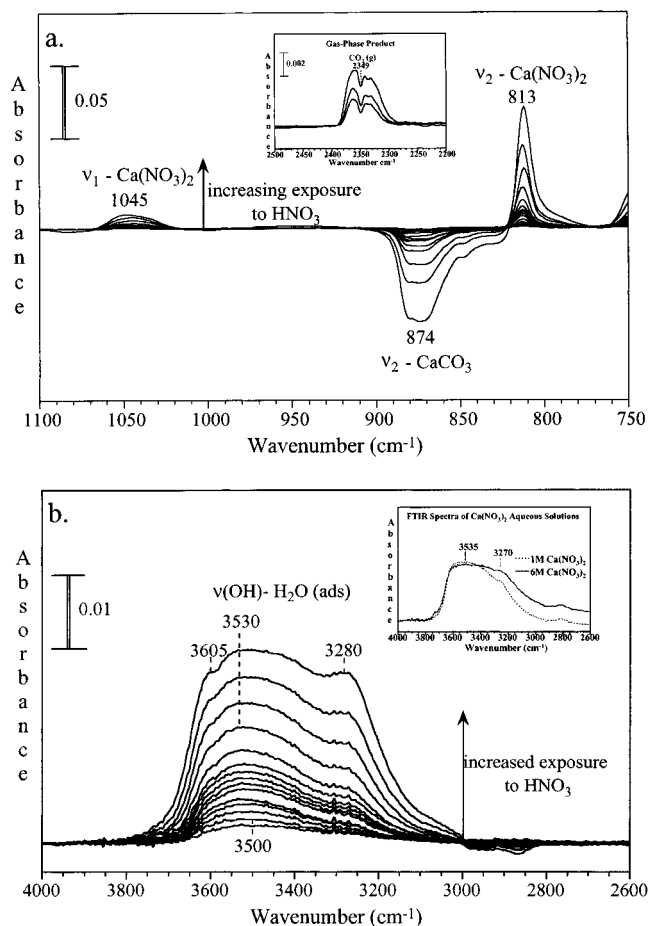 a.
Absorbance
0.05
Gas-Phase Product
Absorbance
0.002
CO₂ (g)
2349
2500 2450 2400 2350 2300 2250 2200
Wavenumber cm⁻¹
ν₂ - Ca(NO₃)₂
813
ν₁ - Ca(NO₃)₂
1045
increasing exposure
to HNO₃
874
ν₂ - CaCO₃
1100 1050 1000 950 900 850 800 750
Wavenumber (cm⁻¹)
b.
Absorbance
0.01
FTIR Spectra of Ca(NO₃)₂ Aqueous Solutions
Absorbance
3535
3270
1M Ca(NO₃)₂
6M Ca(NO₃)₂
4000 3800 3600 3400 3200 3000 2800 2600
Wavenumber (cm⁻¹)
ν(OH)- H₂O (ads)
3605
3530
3280
increased exposure
to HNO₃
3500
4000 3800 3600 3400 3200 3000 2800 2600
Wavenumber (cm⁻¹)